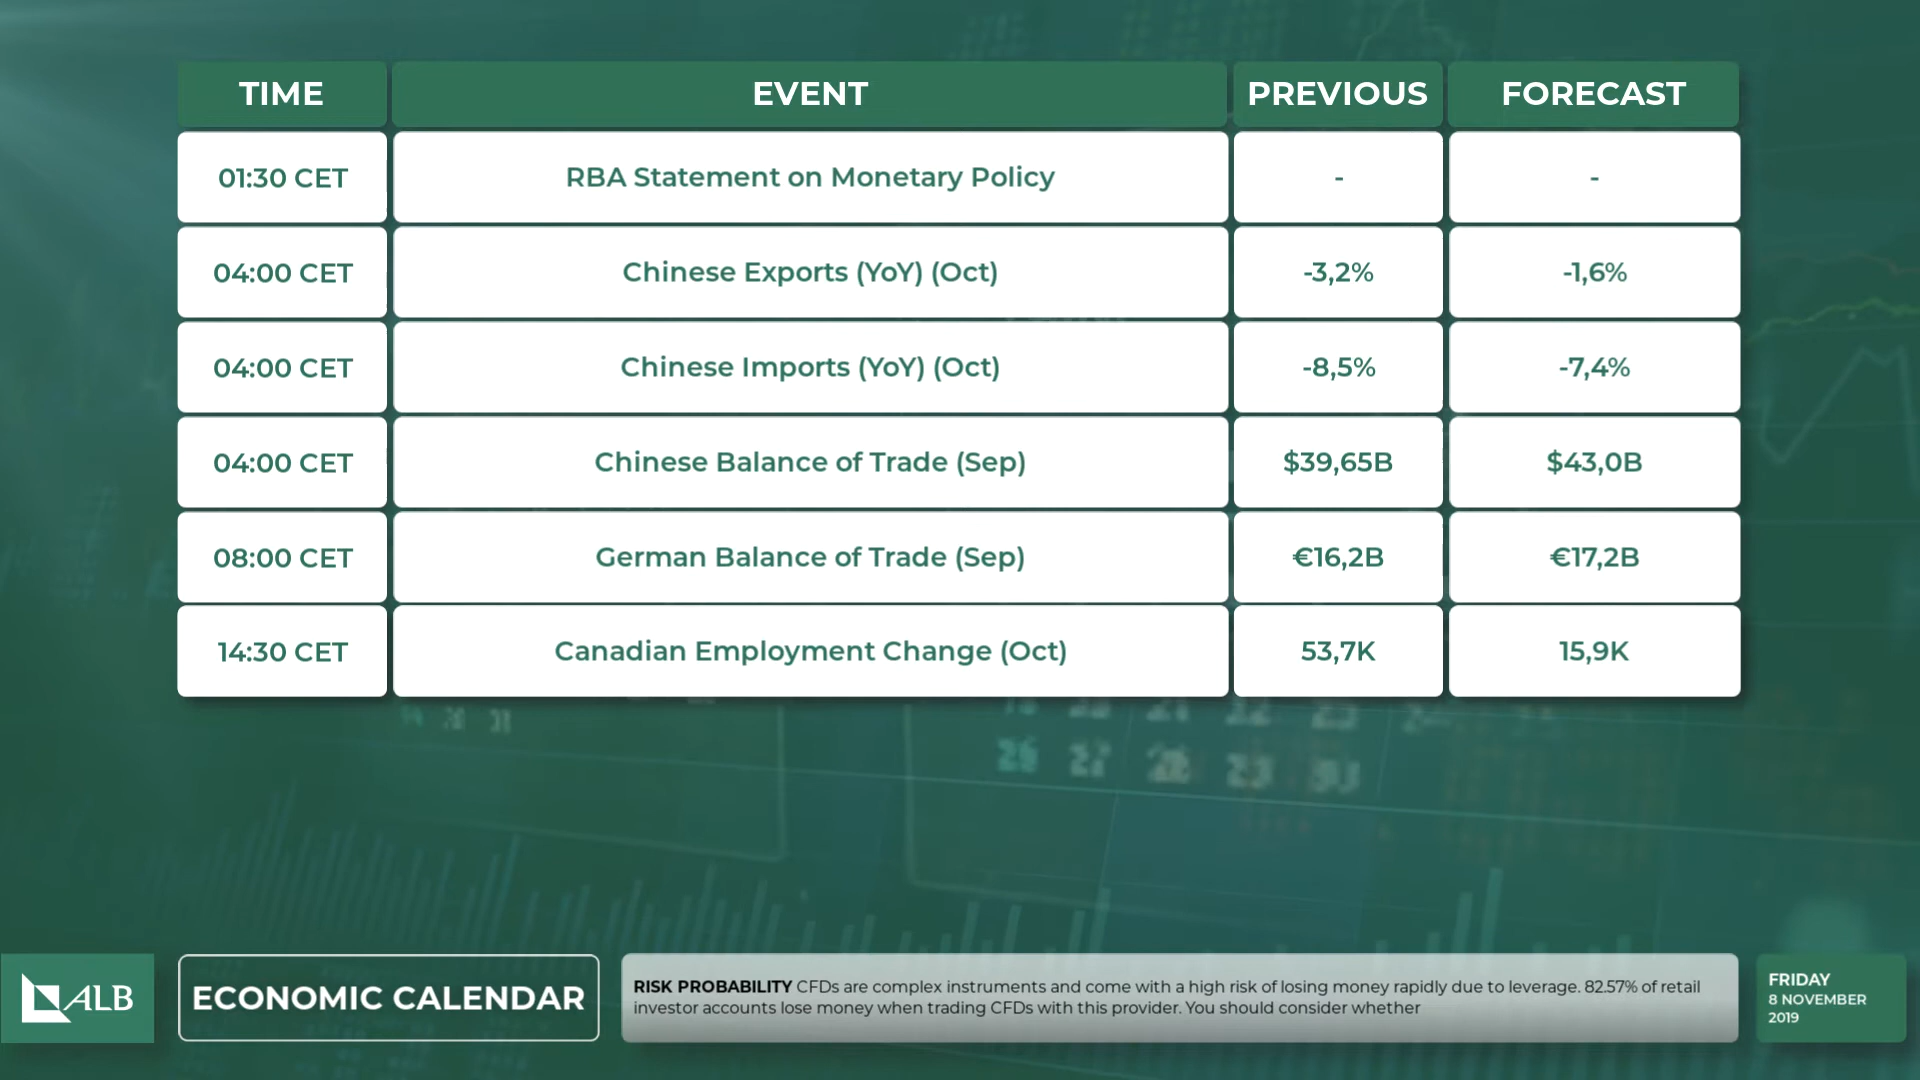 TIME EVENT PREVIOUS FORECAST
01:30 CET RBA Statement on Monetary Policy - -
04:00 CET Chinese Exports (YoY) (Oct) -3,2% -1,6%
04:00 CET Chinese Imports (YoY) (Oct) -8,5% -7,4%
04:00 CET Chinese Balance of Trade (Sep) $39,65B $43,0B
08:00 CET German Balance of Trade (Sep) €16,2B €17,2B
14:30 CET Canadian Employment Change (Oct) 53,7K 15,9K
ALB
ECONOMIC CALENDAR
RISK PROBABILITY CFDs are complex instruments and come with a high risk of losing money rapidly due to leverage. 82.57% of retail
investor accounts lose money when trading CFDs with this provider. You should consider whether
FRIDAY
8 NOVEMBER
2019